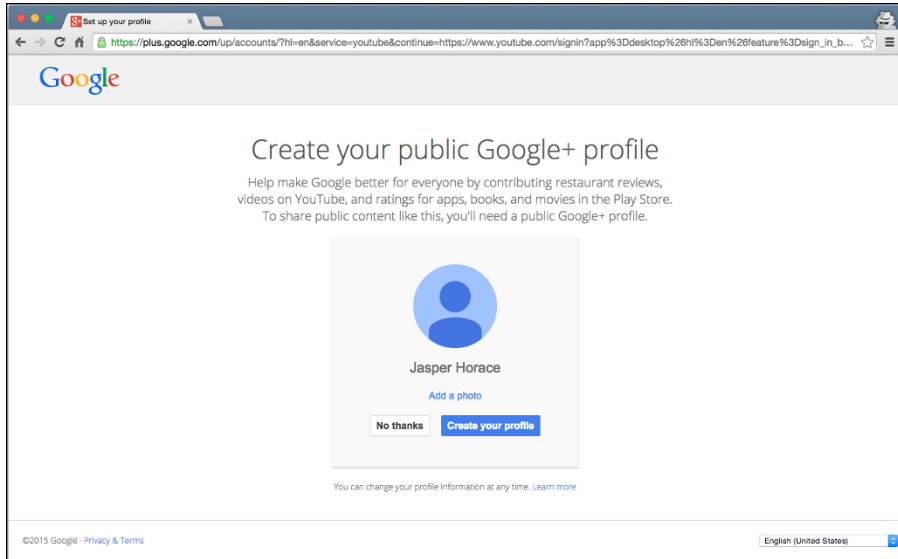 Set up your profile
https://plus.google.com/up/accounts/?hl=en&service=youtube&continue=https://www.youtube.com/signin?app%3Ddesktop%26hl%3Den%26feature%3Dsign_in_b...
Google
Create your public Google+ profile
Help make Google better for everyone by contributing restaurant reviews,
videos on YouTube, and ratings for apps, books, and movies in the Play Store.
To share public content like this, you'll need a public Google+ profile.
Jasper Horace
Add a photo
No thanks Create your profile
You can change your profile information at any time. Learn more
©2015 Google - Privacy & Terms English (United States)